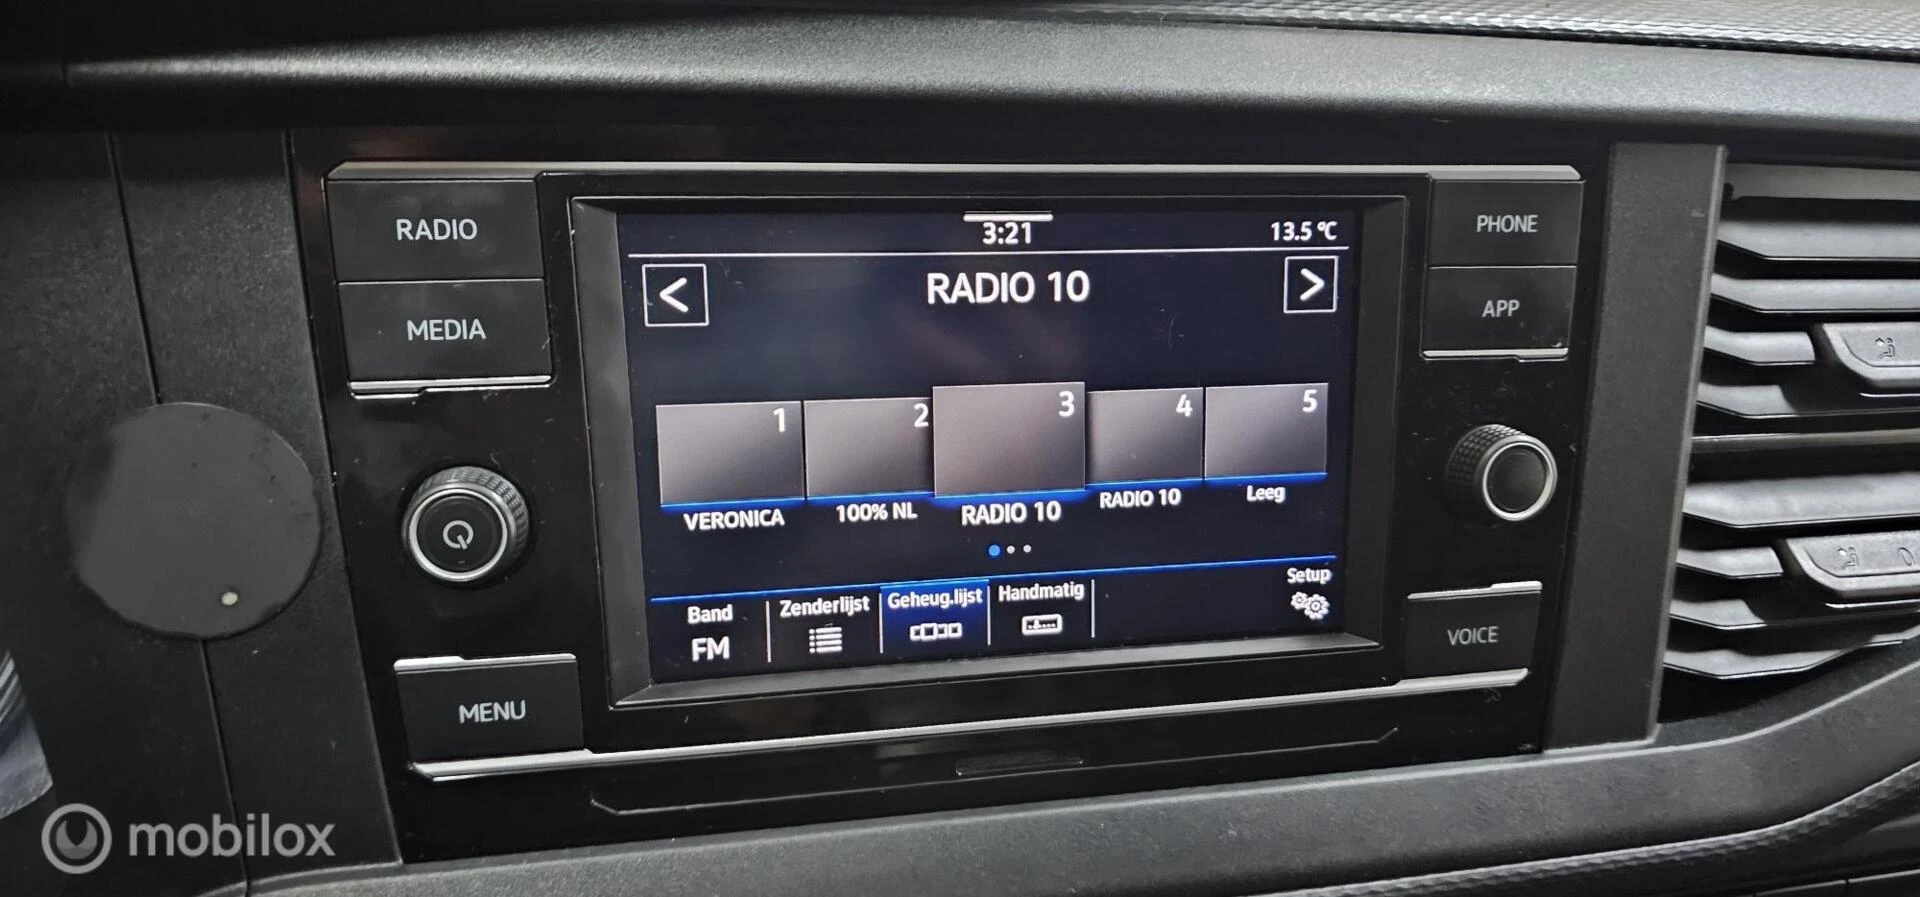 RADIO
MEDIA
MENU
3:21
13.5 °C
<
RADIO 10
>
1
2
3
4
5
VERONICA
100% NL
RADIO 10
RADIO 10
Leeg
Band
FM
Zenderlijst
Geheug.lijst
Handmatig
Setup
PHONE
APP
VOICE
mobilox